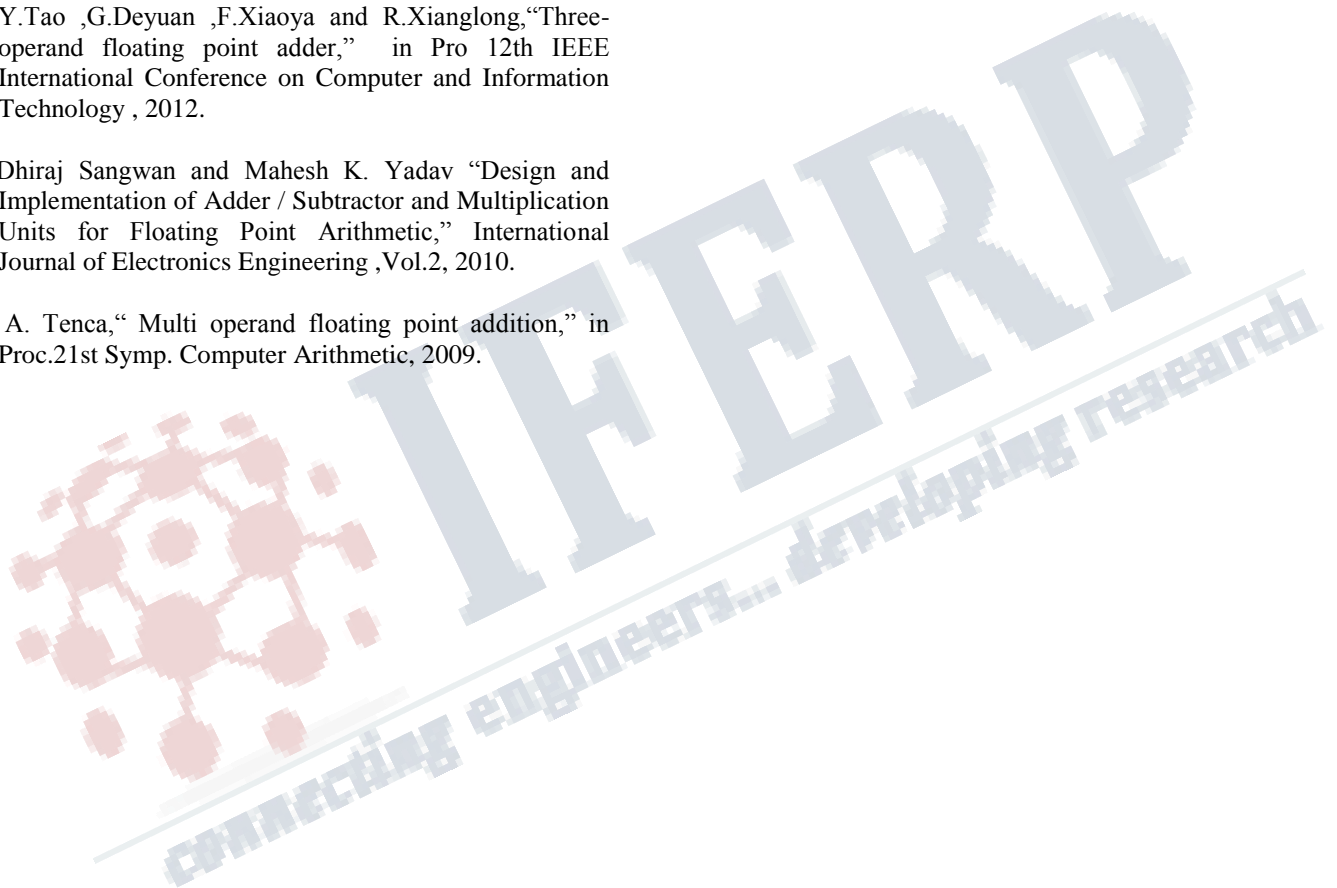 Y.Tao ,G.Deyuan ,F.Xiaoya and R.Xianglong,“Three-
operand floating point adder,” in Pro 12th IEEE
International Conference on Computer and Information
Technology , 2012.
Dhiraj Sangwan and Mahesh K. Yadav “Design and
Implementation of Adder / Subtractor and Multiplication
Units for Floating Point Arithmetic,” International
Journal of Electronics Engineering ,Vol.2, 2010.
A. Tenca,“ Multi operand floating point addition,” in
Proc.21st Symp. Computer Arithmetic, 2009.
IFERP
connecting engineers... developing research